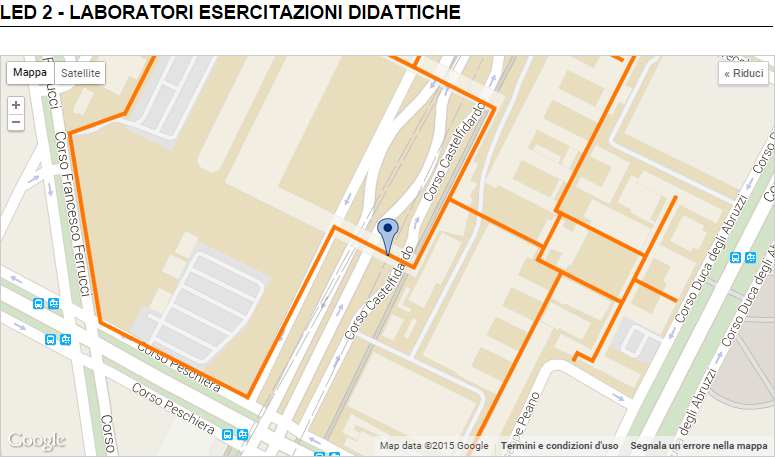 LED 2 - LABORATORI ESERCITAZIONI DIDATTICHE
Mappa
Satellite
« Riduci
+
−
Corso Francesco Ferrucci
Corso Castelfidardo
Corso Castelfidardo
Corso Duca degli Abruzzi
Corso Duca degli
Corso Duca degli Abruzzi
Corso Peschiera
Corso Peschiera
Corso
Peano
Google
Map data ©2015 Google
Termini e condizioni d'uso
Segnala un errore nella mappa